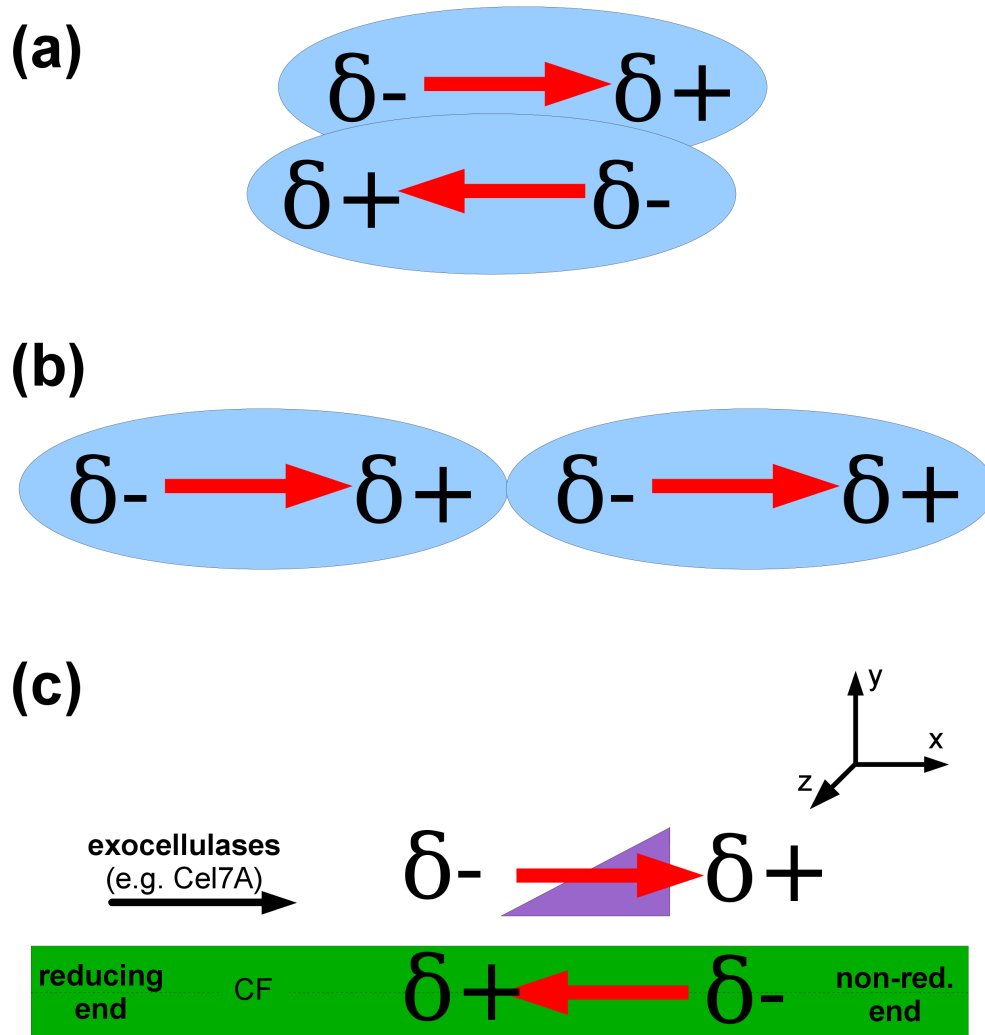 (a)
δ- δ+
δ+ δ-
(b)
δ- δ+ δ- δ+
(c)
y
x
z
exocellulases
(e.g. Cel7A)
δ- δ+
reducing
end
CF
δ+ δ-
non-red.
end